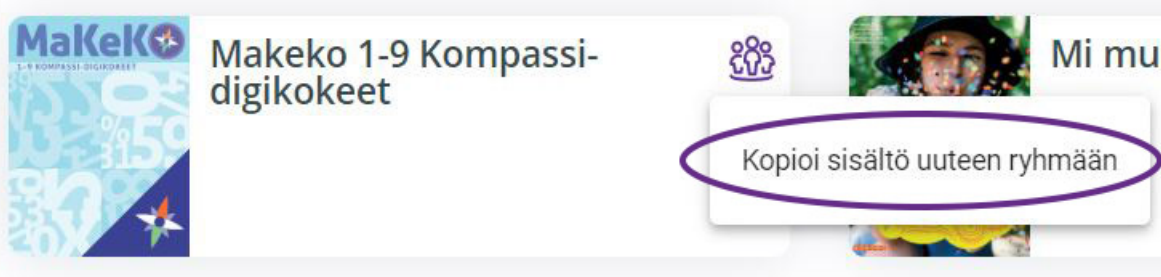 MaKeKO
1–9 KOMPASSI-DIGIKOKEET
Makeko 1-9 Kompassi-
digikokeet
Mi mu
Kopioi sisältö uuteen ryhmään